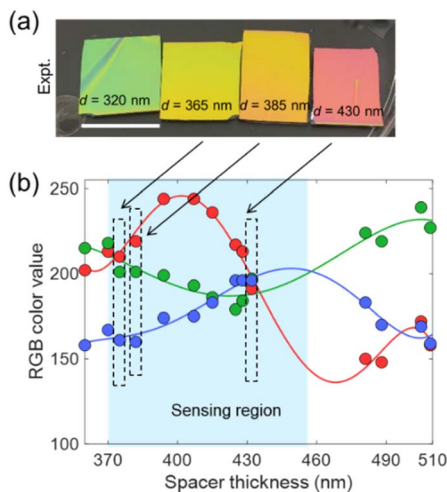 (a)
Expt.
d = 320 nm
d = 365 nm
d = 385 nm
d = 430 nm
(b)
250
200
150
100
RGB color value
Sensing region
370 400 430 460 490 510
Spacer thickness (nm)